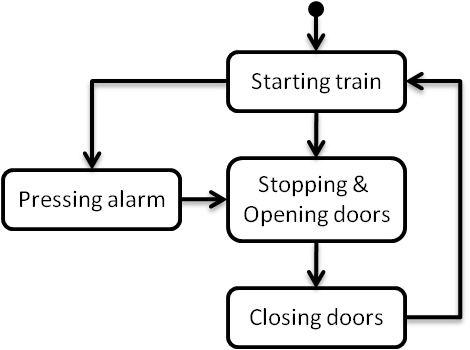 Starting train
Pressing alarm
Stopping &
Opening doors
Closing doors